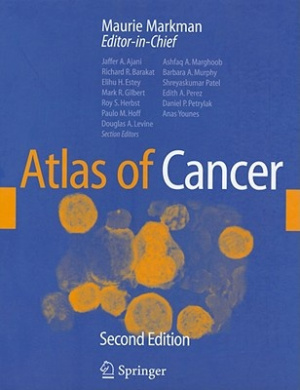 Maurie Markman
Editor-in-Chief
Jaffer A. Ajani
Richard R. Barakat
Elihu H. Estey
Mark R. Gilbert
Roy S. Herbst
Paulo M. Hoff
Douglas A. Levine
Section Editors
Ashfaq A. Marghoob
Barbara A. Murphy
Shreyaskumar Patel
Edith A. Perez
Daniel P. Petrylak
Anas Younes
Atlas of Cancer
Second Edition
Springer